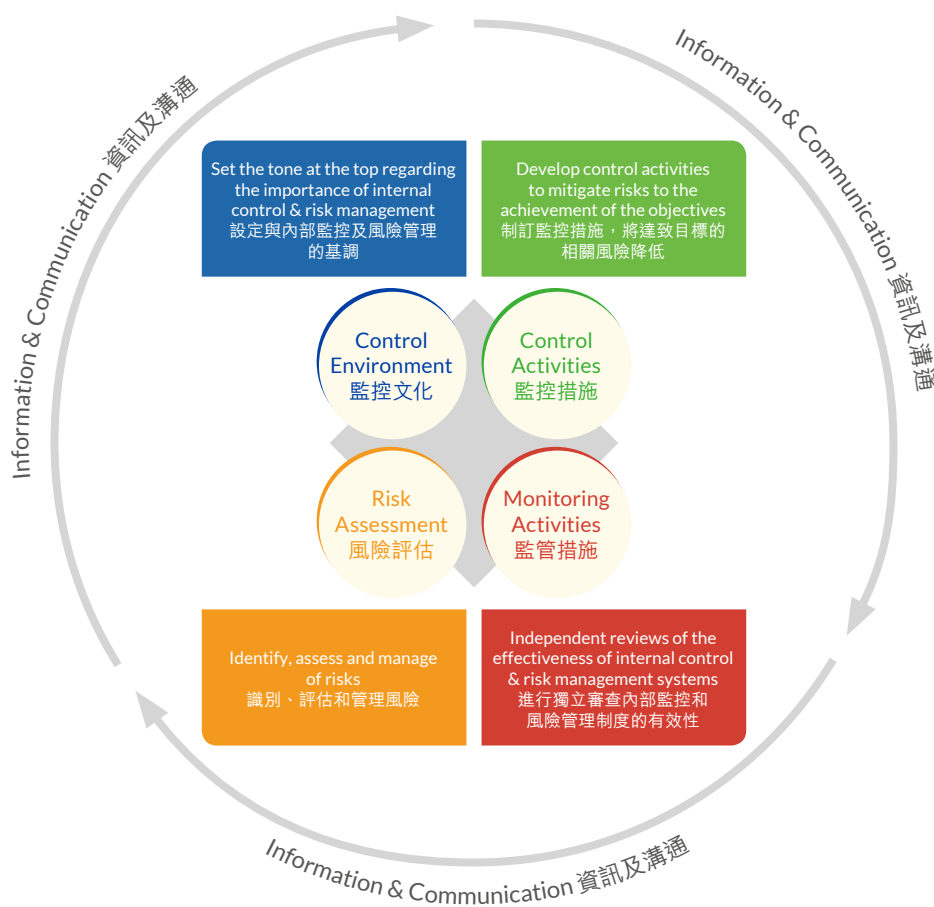 Information & Communication 資訊及溝通
Information & Communication 資訊及溝通
Set the tone at the top regarding
the importance of internal
control & risk management
設定與內部監控及風險管理
的基調
Develop control activities
to mitigate risks to the
achievement of the objectives
制訂監控措施，將達致目標的
相關風險降低
Control
Environment
監控文化
Control
Activities
監控措施
Risk
Assessment
風險評估
Monitoring
Activities
監管措施
Identify, assess and manage
of risks
識別、評估和管理風險
Independent reviews of the
effectiveness of internal control
& risk management systems
進行獨立審查內部監控和
風險管理制度的有效性
Information & Communication 資訊及溝通